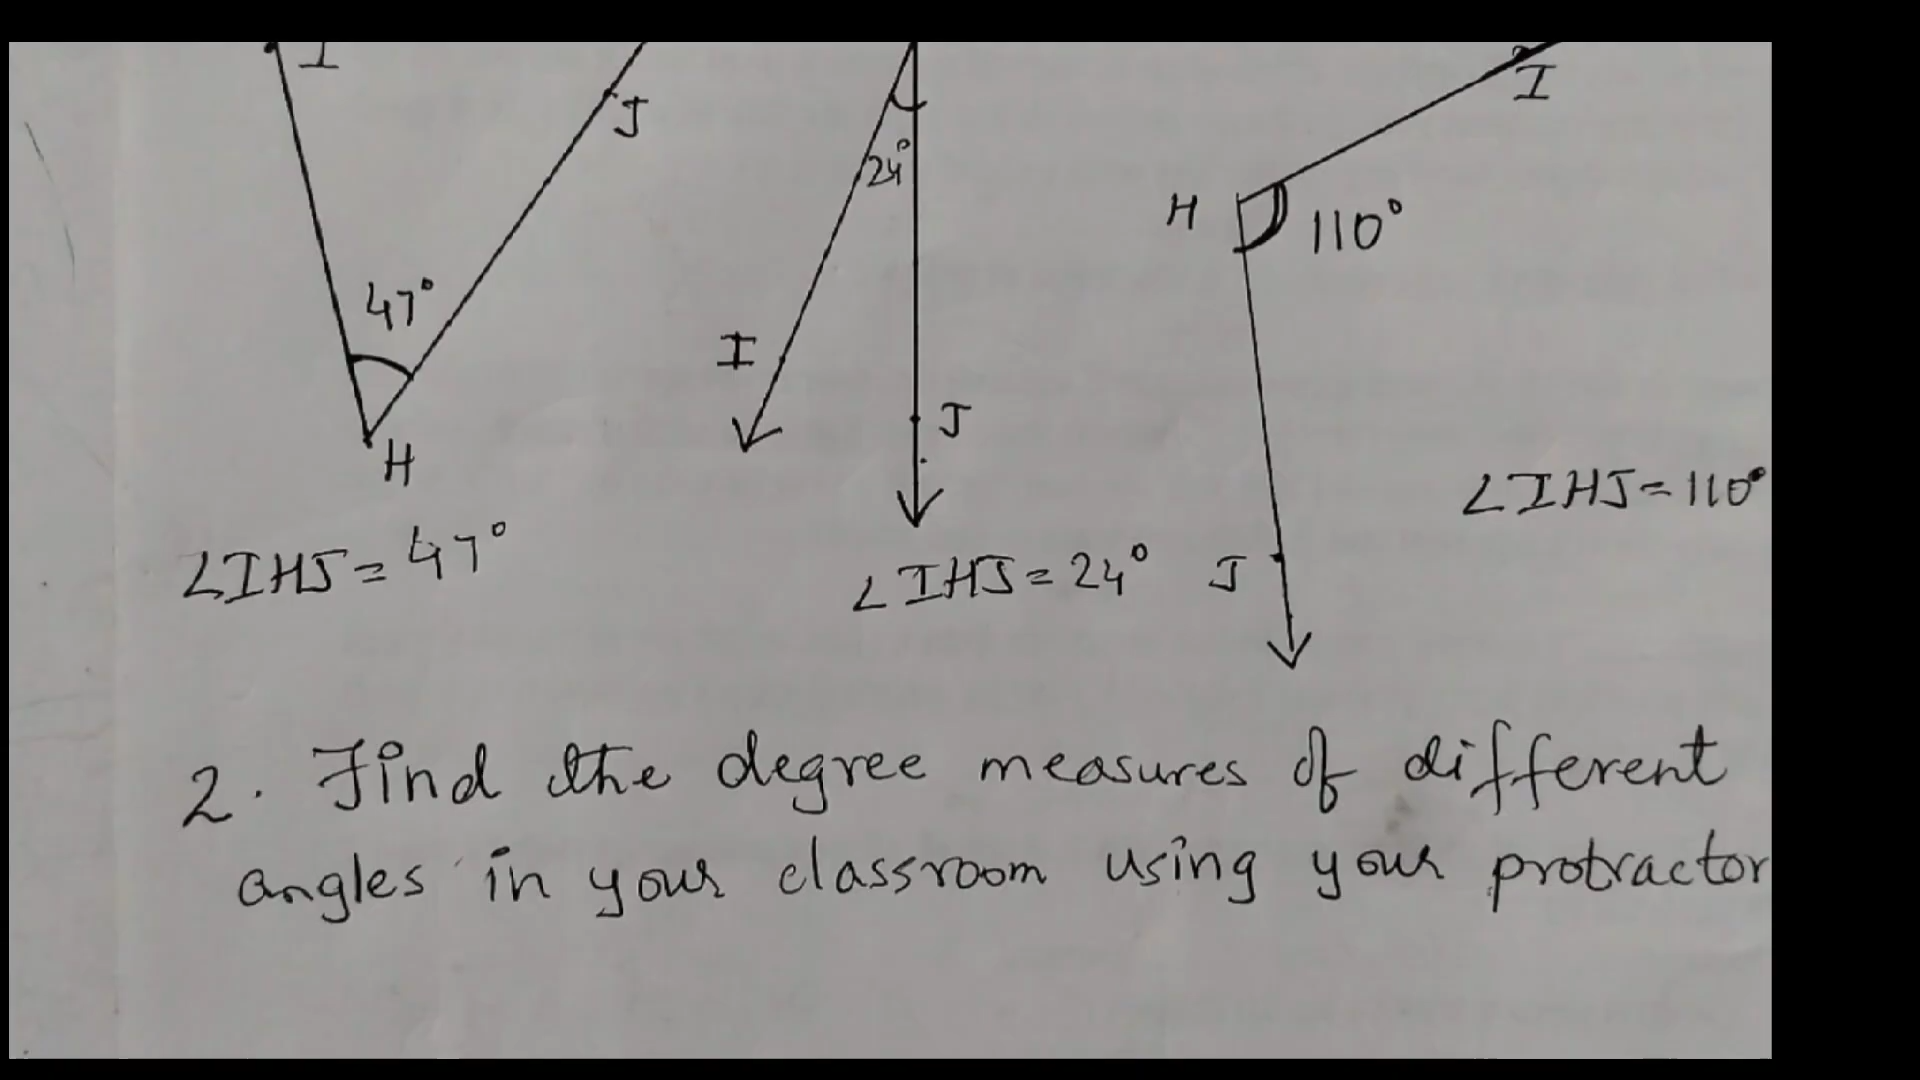 I
J
47°
H
∠IHJ = 47°
24°
I
J
∠IHJ = 24°
I
H
110°
J
∠IHJ = 110°
2. Find the degree measures of different
angles in your classroom using your protractor